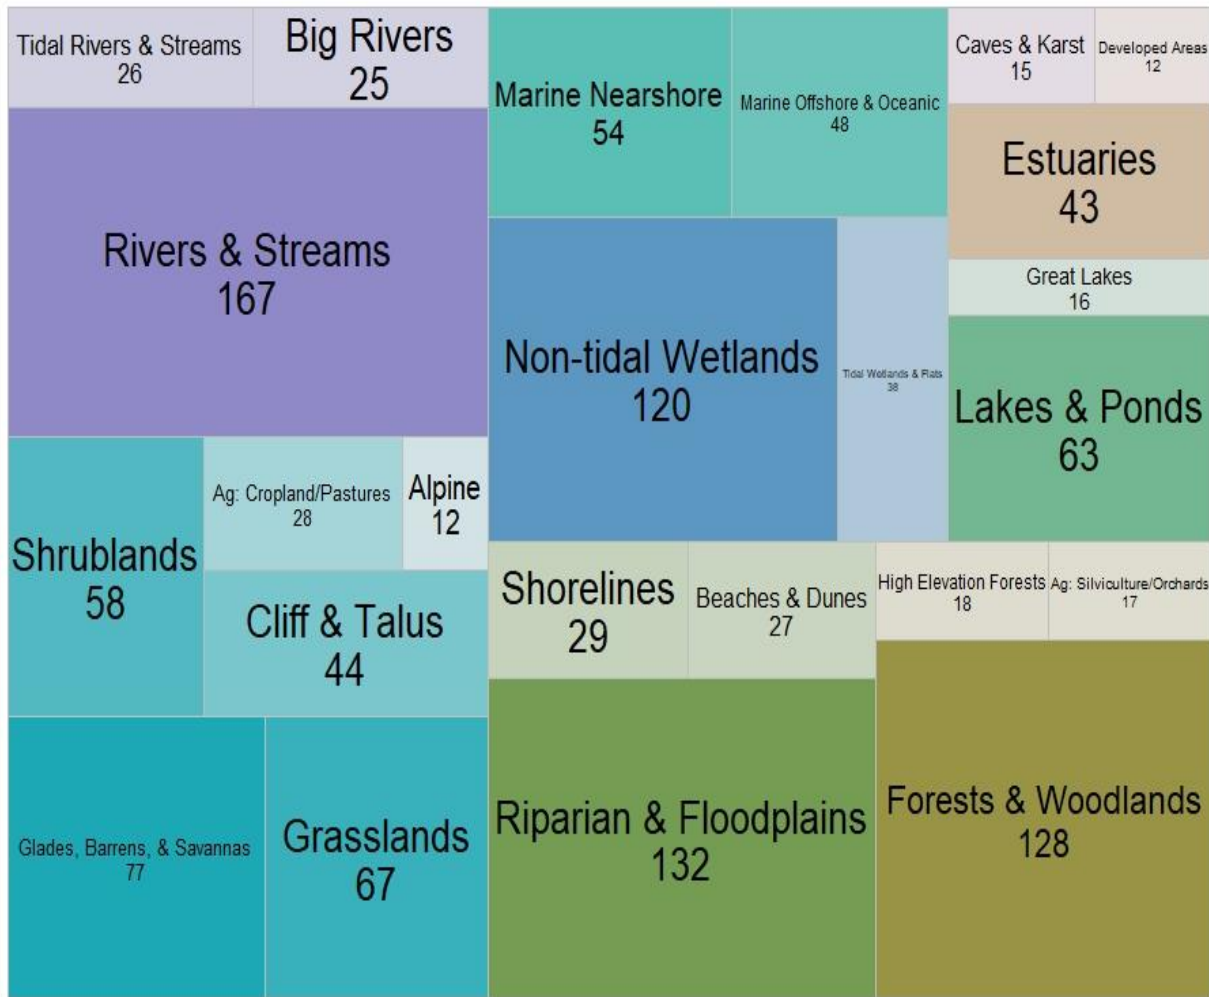 Tidal Rivers & Streams
26
Big Rivers
25
Rivers & Streams
167
Shrublands
58
Ag: Cropland/Pastures
28
Alpine
12
Cliff & Talus
44
Glades, Barrens, & Savannas
77
Grasslands
67
Marine Nearshore
54
Marine Offshore & Oceanic
48
Non-tidal Wetlands
120
Tidal Wetlands & Flats
38
Caves & Karst
15
Developed Areas
12
Estuaries
43
Great Lakes
16
Lakes & Ponds
63
Shorelines
29
Beaches & Dunes
27
Riparian & Floodplains
132
High Elevation Forests
18
Ag: Silviculture/Orchards
17
Forests & Woodlands
128